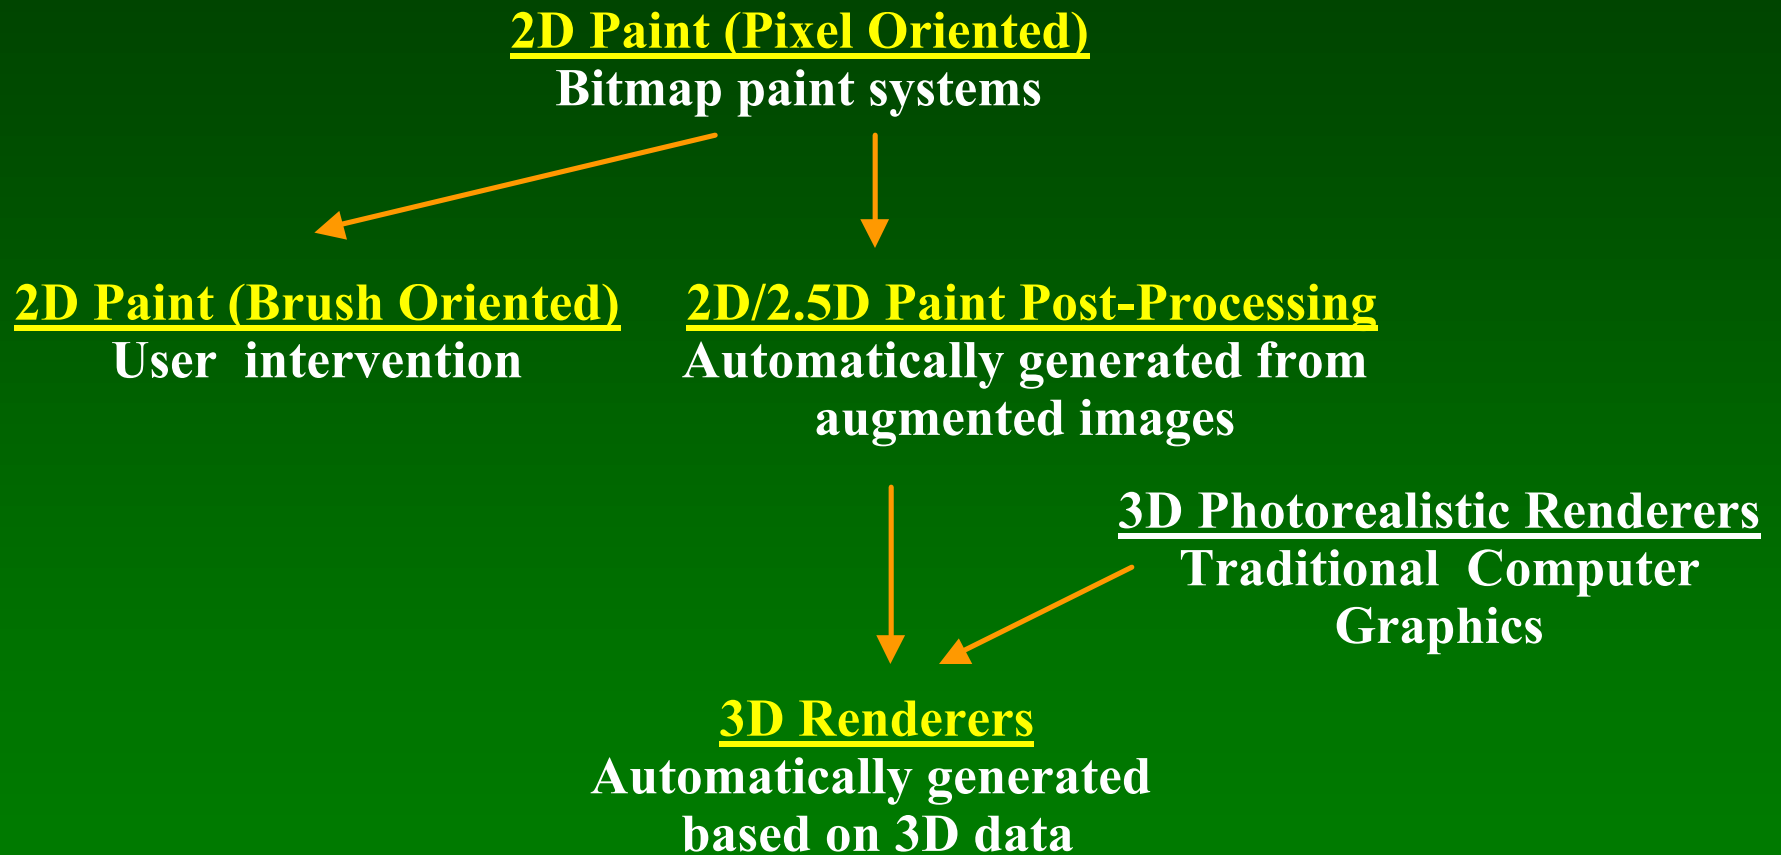 2D Paint (Pixel Oriented)
Bitmap paint systems
2D Paint (Brush Oriented)
User intervention
2D/2.5D Paint Post-Processing
Automatically generated from
augmented images
3D Photorealistic Renderers
Traditional Computer
Graphics
3D Renderers
Automatically generated
based on 3D data